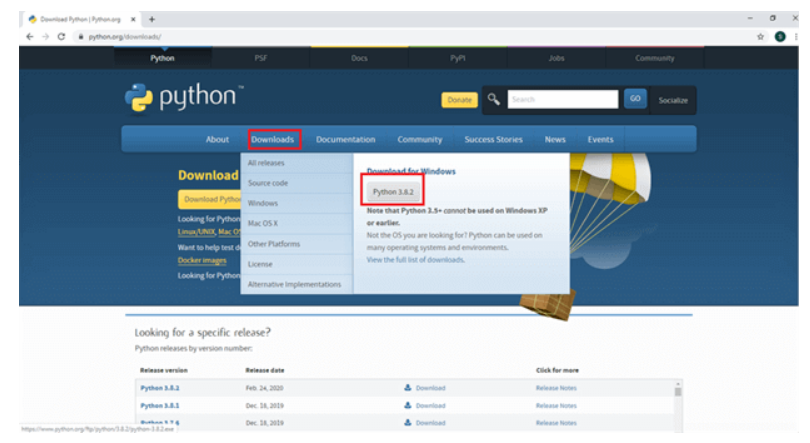 Download Python | Python.org
python.org/downloads/
Python PSF Docs PyPI Jobs Community
python™
Donate Search GO Socialize
About Downloads Documentation Community Success Stories News Events
All releases
Source code
Windows
Mac OS X
Other Platforms
License
Alternative Implementations
Download for Windows
Python 3.8.2
Note that Python 3.5+ cannot be used on Windows XP
or earlier.
Not the OS you are looking for? Python can be used on
many operating systems and environments.
View the full list of downloads.
Download
Download Python
Looking for Python
Linux/UNIX, Mac OS
Want to help test d
Docker images
Looking for Python
Looking for a specific release?
Python releases by version number:
Release version Release date Click for more
Python 3.8.2 Feb. 24, 2020 Download Release Notes
Python 3.8.1 Dec. 18, 2019 Download Release Notes
Python 3.7.6 Dec. 18, 2019 Download Release Notes
https://www.python.org/ftp/python/3.8.2/python-3.8.2.exe